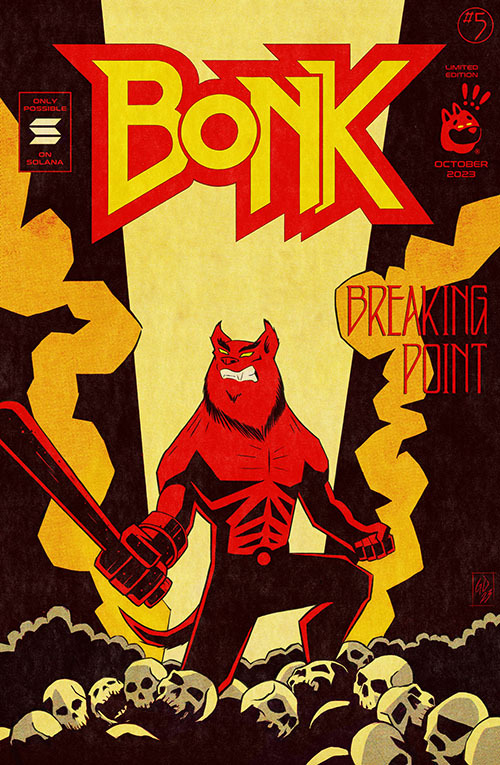 #5
BONK
LIMITED
EDITION
ONLY
POSSIBLE
ON
SOLANA
!!!
OCTOBER
2023
BREAKING
POINT